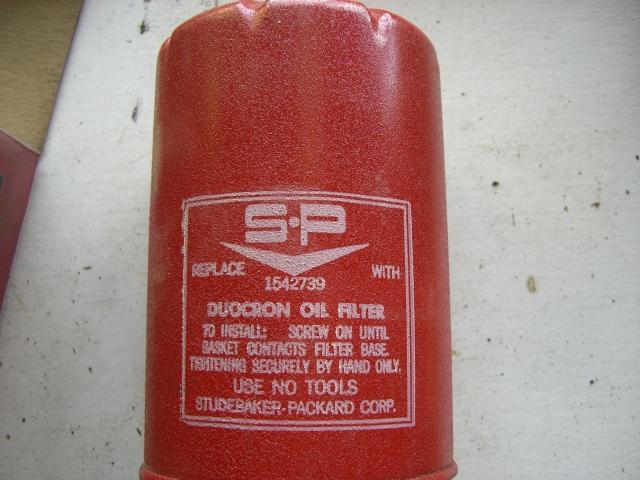 S·P
REPLACE WITH
1542739
DUOCRON OIL FILTER
TO INSTALL: SCREW ON UNTIL
GASKET CONTACTS FILTER BASE.
TIGHTENING SECURELY BY HAND ONLY.
USE NO TOOLS
STUDEBAKER-PACKARD CORP.